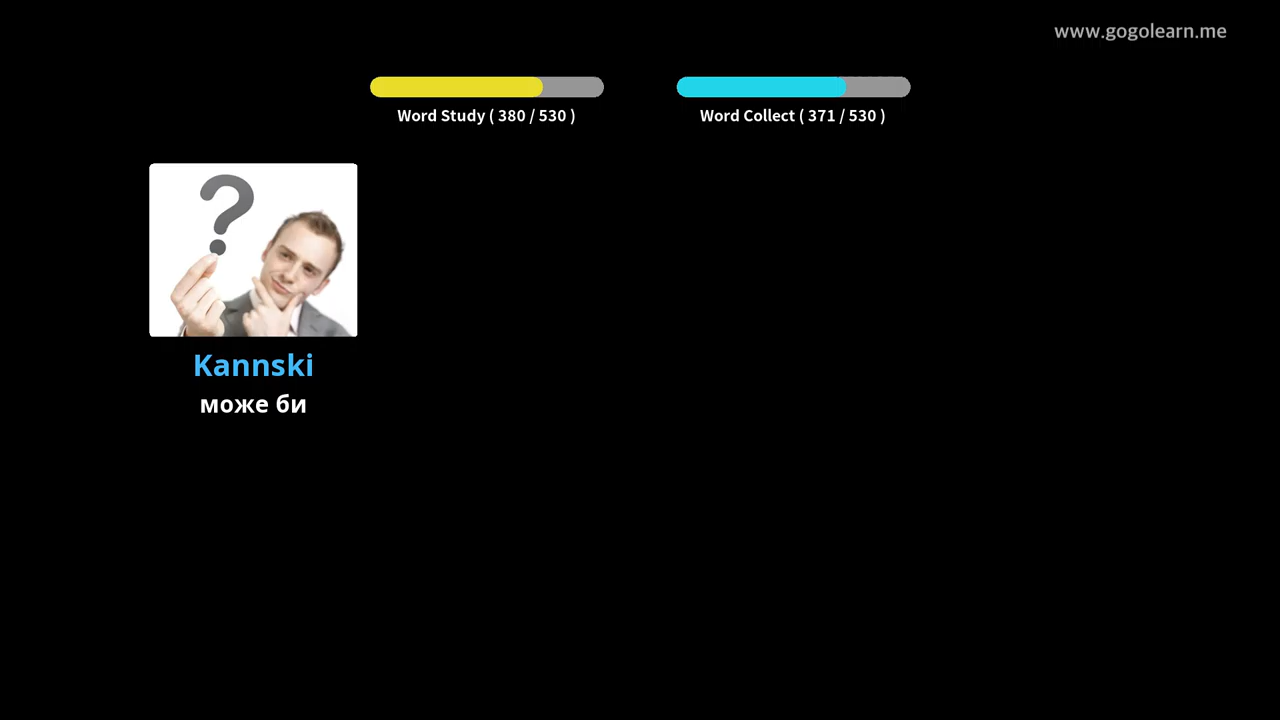 www.gogolearn.me
Word Study ( 380 / 530 )
Word Collect ( 371 / 530 )
?
Kannski
може би